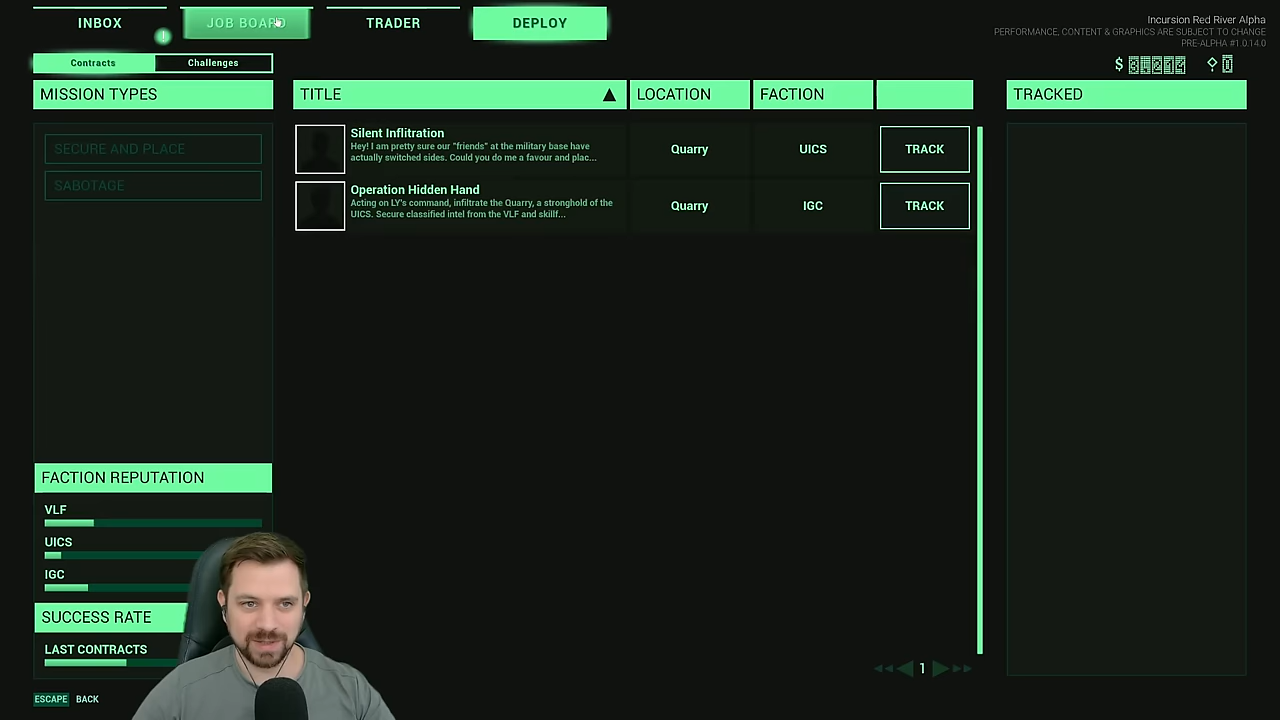 INBOX
JOB BOARD
TRADER
DEPLOY
Incursion Red River Alpha
PERFORMANCE, CONTENT & GRAPHICS ARE SUBJECT TO CHANGE
PRE-ALPHA #1.0.14.0
!
Contracts
Challenges
$
MISSION TYPES
TITLE
LOCATION
FACTION
TRACKED
SECURE AND PLACE
SABOTAGE
Silent Inflitration
Hey! I am pretty sure our "friends" at the military base have
actually switched sides. Could you do me a favour and plac...
Quarry
UICS
TRACK
Operation Hidden Hand
Acting on LY's command, infiltrate the Quarry, a stronghold of the
UICS. Secure classified intel from the VLF and skillf...
Quarry
IGC
TRACK
FACTION REPUTATION
VLF
UICS
IGC
SUCCESS RATE
LAST CONTRACTS
1
ESCAPE BACK